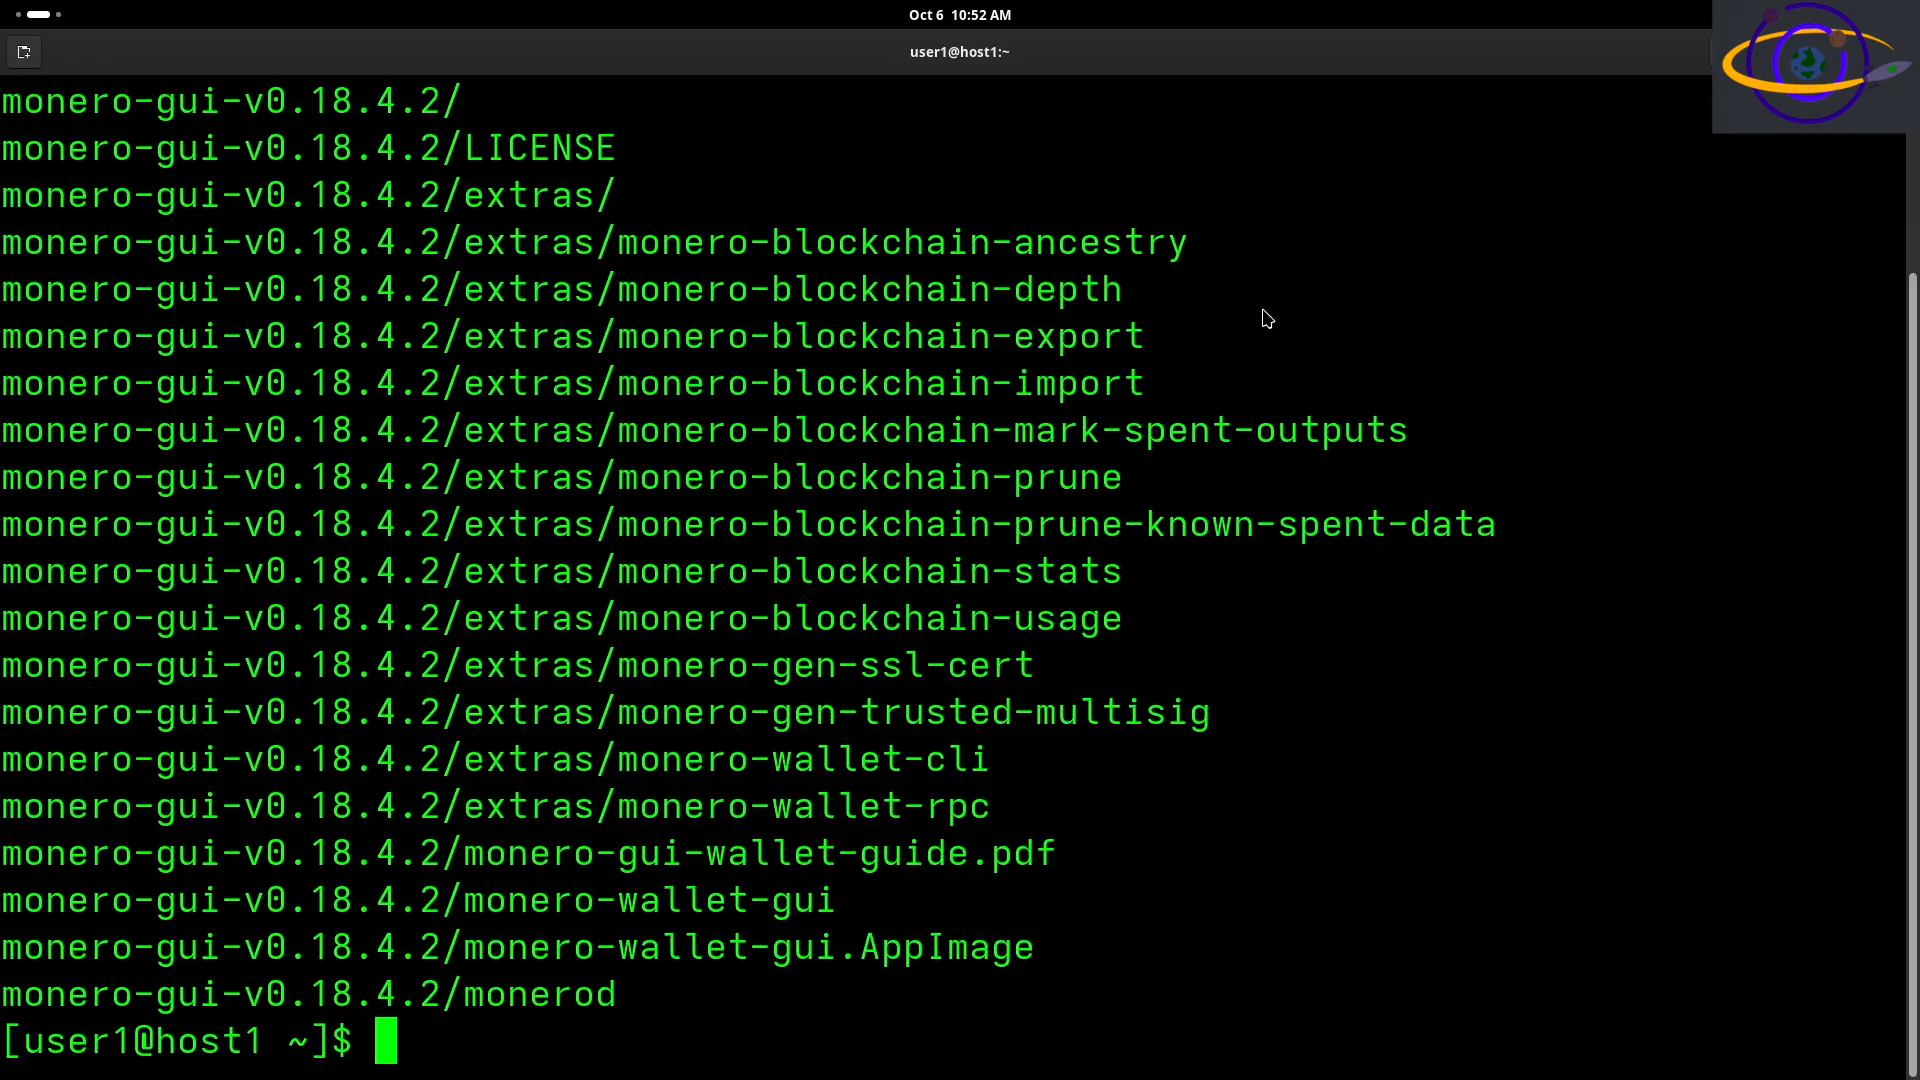 Oct 6 10:52 AM
user1@host1:~
monero-gui-v0.18.4.2/
monero-gui-v0.18.4.2/LICENSE
monero-gui-v0.18.4.2/extras/
monero-gui-v0.18.4.2/extras/monero-blockchain-ancestry
monero-gui-v0.18.4.2/extras/monero-blockchain-depth
monero-gui-v0.18.4.2/extras/monero-blockchain-export
monero-gui-v0.18.4.2/extras/monero-blockchain-import
monero-gui-v0.18.4.2/extras/monero-blockchain-mark-spent-outputs
monero-gui-v0.18.4.2/extras/monero-blockchain-prune
monero-gui-v0.18.4.2/extras/monero-blockchain-prune-known-spent-data
monero-gui-v0.18.4.2/extras/monero-blockchain-stats
monero-gui-v0.18.4.2/extras/monero-blockchain-usage
monero-gui-v0.18.4.2/extras/monero-gen-ssl-cert
monero-gui-v0.18.4.2/extras/monero-gen-trusted-multisig
monero-gui-v0.18.4.2/extras/monero-wallet-cli
monero-gui-v0.18.4.2/extras/monero-wallet-rpc
monero-gui-v0.18.4.2/monero-gui-wallet-guide.pdf
monero-gui-v0.18.4.2/monero-wallet-gui
monero-gui-v0.18.4.2/monero-wallet-gui.AppImage
monero-gui-v0.18.4.2/monerod
[user1@host1 ~]$